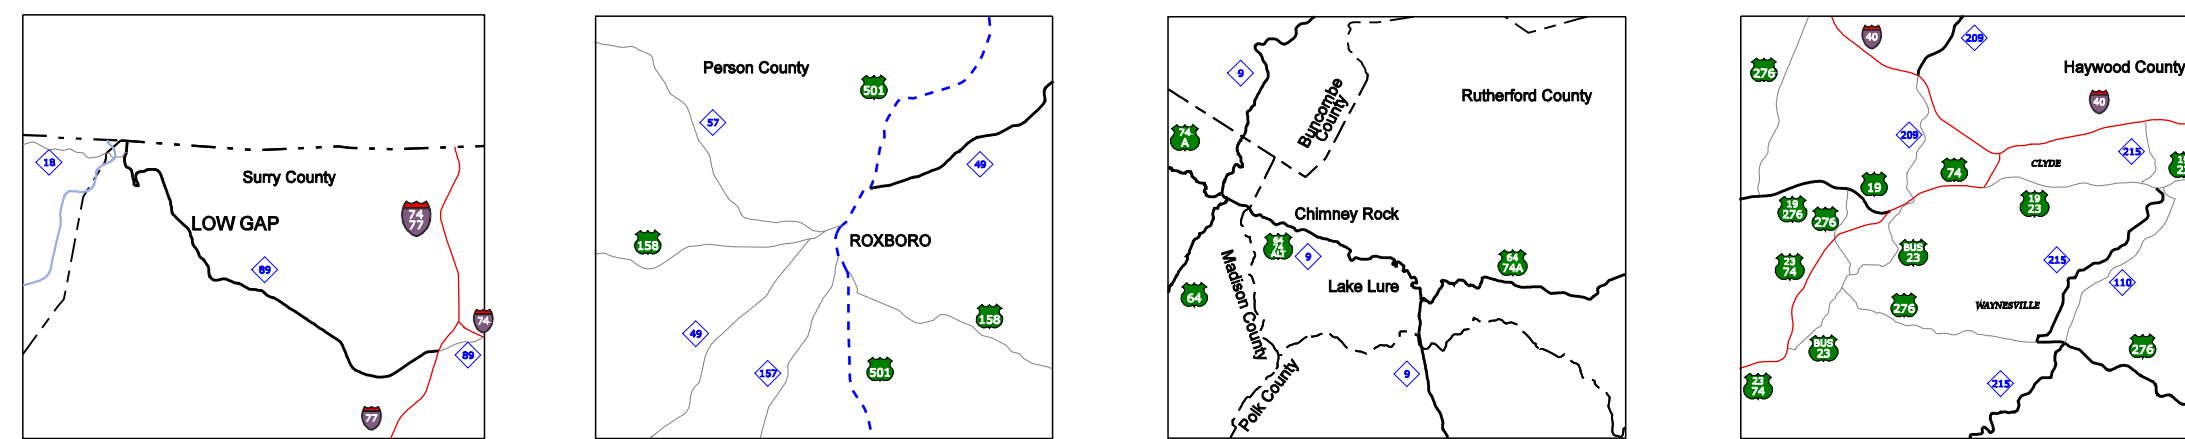 18
Surry County
LOW GAP
74
77
89
74
89
77
Person County
501
57
49
158
ROXBORO
158
49
157
501
9
Buncombe
County
Rutherford County
74
A
Chimney Rock
64
74
ALT
9
64
74A
Madison County
Lake Lure
64
Polk County
9
40
209
276
Haywood County
40
209
215
CLYDE
74
19
19
276
276
19
23
BUS
23
23
74
215
110
276
WAYNESVILLE
BUS
23
276
23
74
215